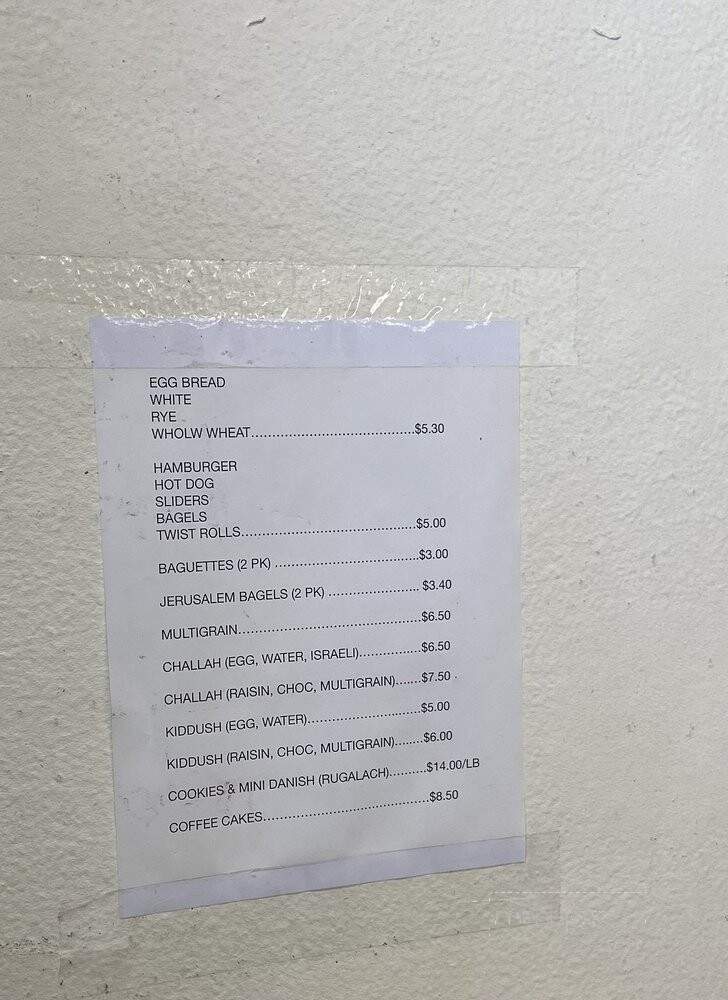 EGG BREAD
WHITE
RYE
WHOLW WHEAT.......................................$5.30
HAMBURGER
HOT DOG
SLIDERS
BAGELS
TWIST ROLLS..........................................$5.00
BAGUETTES (2 PK) ..................................$3.00
JERUSALEM BAGELS (2 PK) ..................... $3.40
MULTIGRAIN...........................................$6.50
CHALLAH (EGG, WATER, ISRAELI)..............$6.50
CHALLAH (RAISIN, CHOC, MULTIGRAIN)......$7.50
KIDDUSH (EGG, WATER)...........................$5.00
KIDDUSH (RAISIN, CHOC, MULTIGRAIN).......$6.00
COOKIES & MINI DANISH (RUGALACH).........$14.00/LB
COFFEE CAKES.......................................$8.50